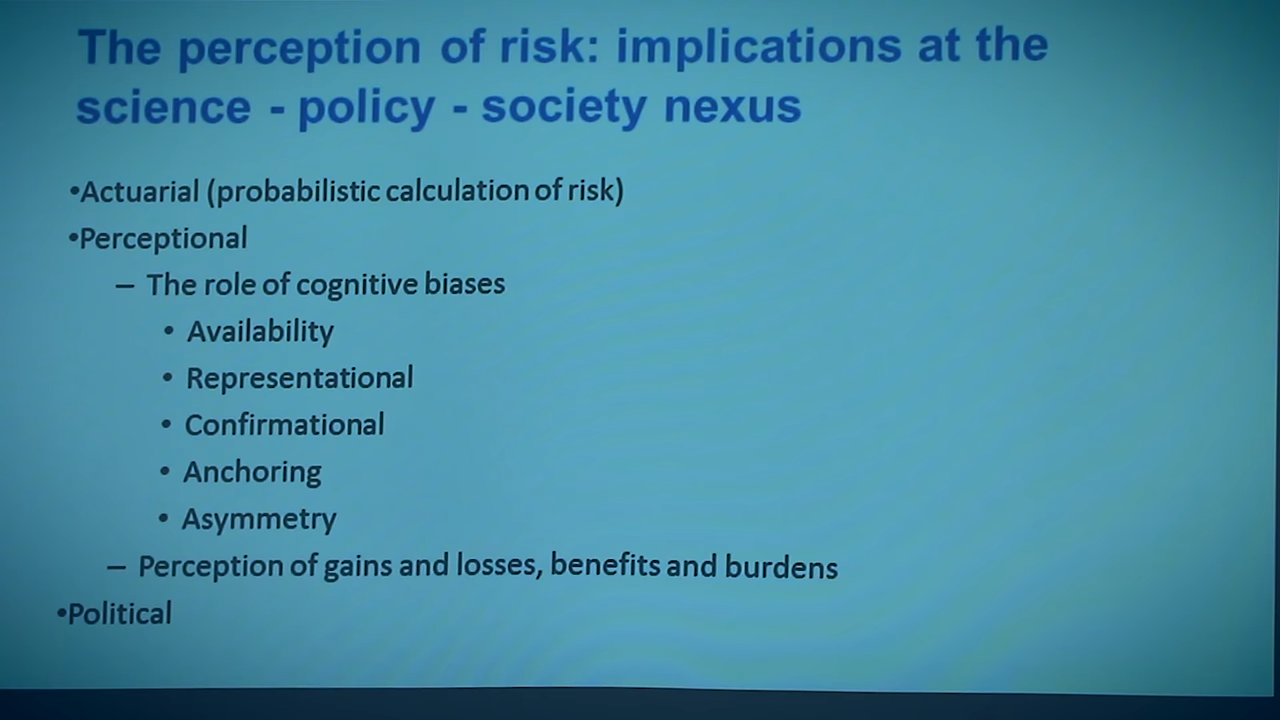 The perception of risk: implications at the
science - policy - society nexus
•Actuarial (probabilistic calculation of risk)
•Perceptional
– The role of cognitive biases
• Availability
• Representational
• Confirmational
• Anchoring
• Asymmetry
– Perception of gains and losses, benefits and burdens
•Political